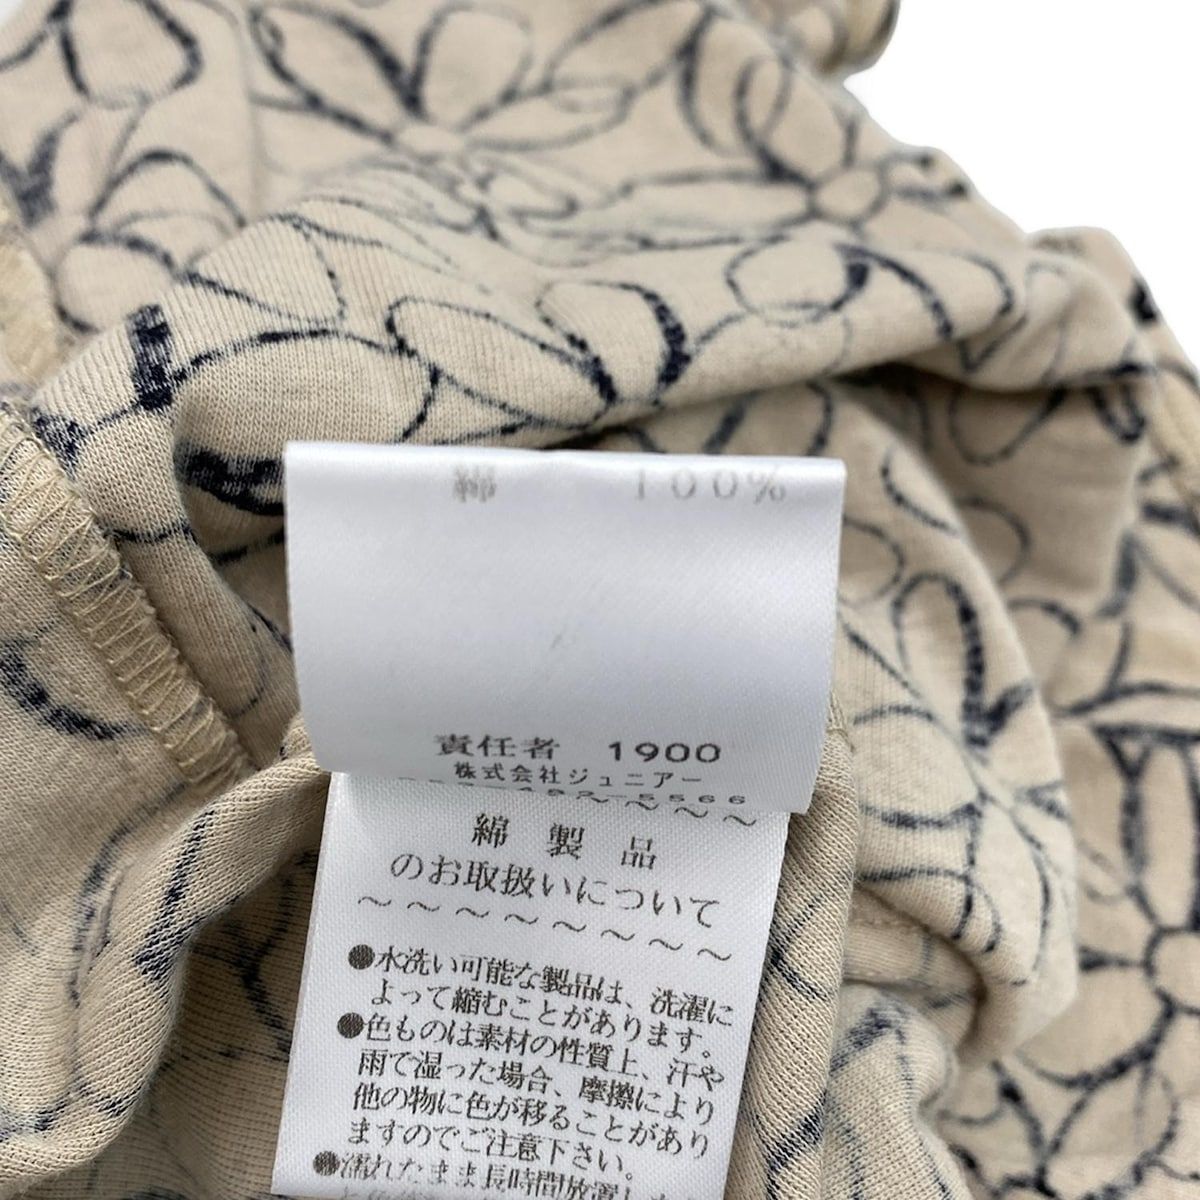 綿 100%
責任者 1900
株式会社ジュニアー
492-5566
〜〜〜〜
綿製品
のお取扱いについて
〜〜〜〜〜〜〜〜
●水洗い可能な製品は、洗濯に
よって縮むことがあります。
●色ものは素材の性質上、汗や
雨で湿った場合、摩擦により
他の物に色が移ることがあり
ますのでご注意下さい。
●濡れたまま長時間放置し